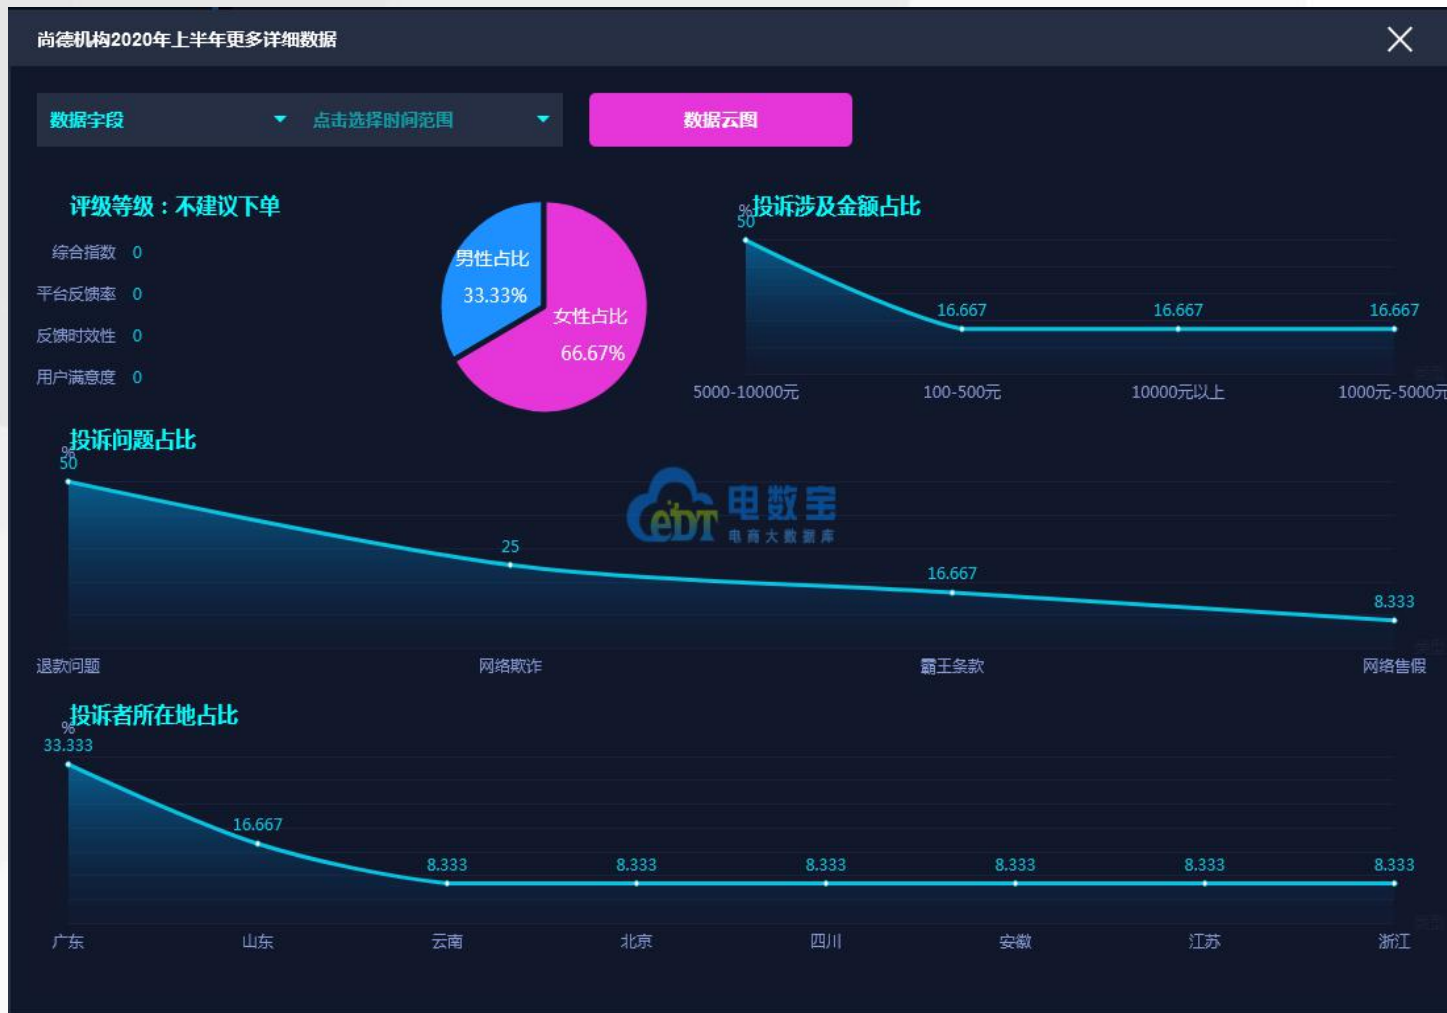 尚德机构2020年上半年更多详细数据
数据字段
点击选择时间范围
数据云图
评级等级：不建议下单
综合指数 0
平台反馈率 0
反馈时效性 0
用户满意度 0
男性占比
33.33%
女性占比
66.67%
投诉涉及金额占比
%
50
16.667
16.667
16.667
5000-10000元
100-500元
10000元以上
1000元-5000元
投诉问题占比
%
50
25
16.667
8.333
退款问题
网络欺诈
霸王条款
网络售假
eDT
电数宝
电商大数据库
投诉者所在地占比
%
33.333
16.667
8.333
8.333
8.333
8.333
8.333
8.333
广东
山东
云南
北京
四川
安徽
江苏
浙江